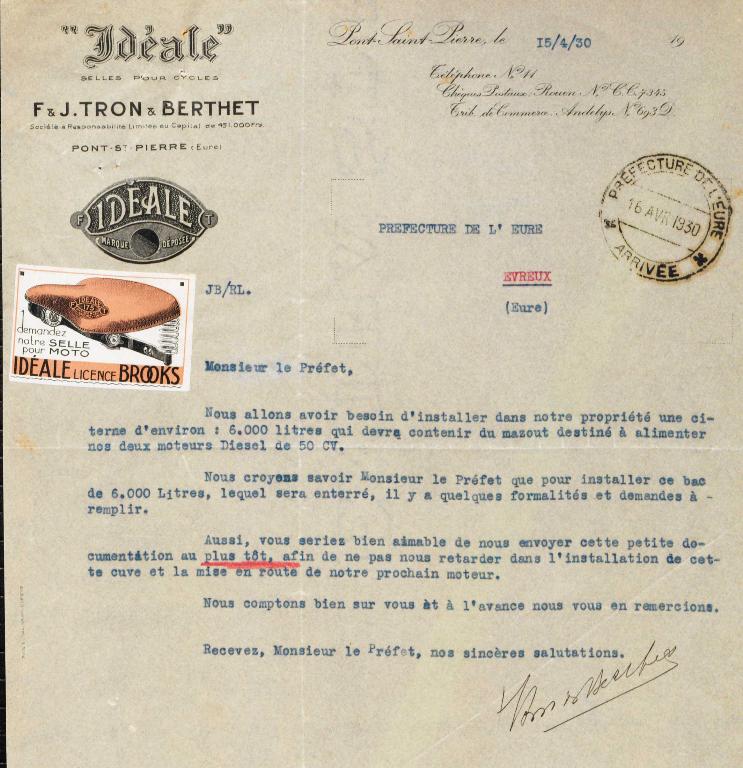 "Idéale"
SELLES POUR CYCLES
F & J. TRON & BERTHET
Société à Responsabilité Limitée au Capital de 451.000 Frs.
PONT-ST-PIERRE (Eure)
Pont-Saint-Pierre, le 15/4/30 19
Téléphone N° 11
Chèques Postaux: Rouen N° C.C. 7.345
Trib. de Commerce: Andelys N° 693 D.
F IDÉALE T
MARQUE DÉPOSÉE
PRÉFECTURE DE L'EURE
16 AVR 1930
ARRIVÉE
PREFECTURE DE L' EURE
EVREUX
(Eure)
JB/RL.
IDÉALE
demandez
notre SELLE
pour MOTO
IDÉALE LICENCE BROOKS
Monsieur le Préfet,
Nous allons avoir besoin d'installer dans notre propriété une ci-
terne d'environ : 6.000 litres qui devra contenir du mazout destiné à alimenter
nos deux moteurs Diesel de 50 CV.
Nous croyons savoir Monsieur le Préfet que pour installer ce bac
de 6.000 Litres, lequel sera enterré, il y a quelques formalités et demandes à -
remplir.
Aussi, vous seriez bien aimable de nous envoyer cette petite do-
cumentation au plus tôt, afin de ne pas nous retarder dans l'installation de cet-
te cuve et la mise en route de notre prochain moteur.
Nous comptons bien sur vous àt à l'avance nous vous en remercions.
Recevez, Monsieur le Préfet, nos sincères salutations.